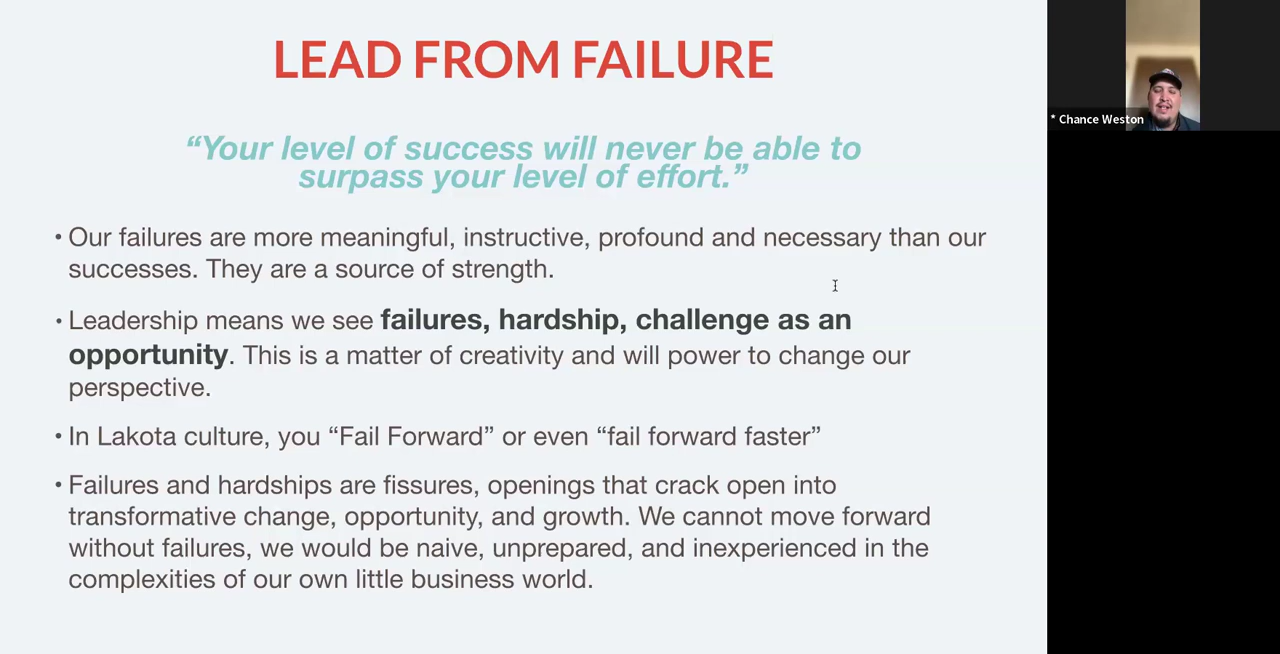 LEAD FROM FAILURE
“Your level of success will never be able to
surpass your level of effort.”
• Our failures are more meaningful, instructive, profound and necessary than our
successes. They are a source of strength.
• Leadership means we see failures, hardship, challenge as an
opportunity. This is a matter of creativity and will power to change our
perspective.
• In Lakota culture, you “Fail Forward” or even “fail forward faster”
• Failures and hardships are fissures, openings that crack open into
transformative change, opportunity, and growth. We cannot move forward
without failures, we would be naive, unprepared, and inexperienced in the
complexities of our own little business world.
* Chance Weston